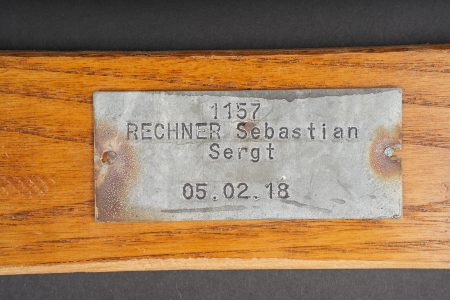 1157
RECHNER Sebastian
Sergt
05.02.18